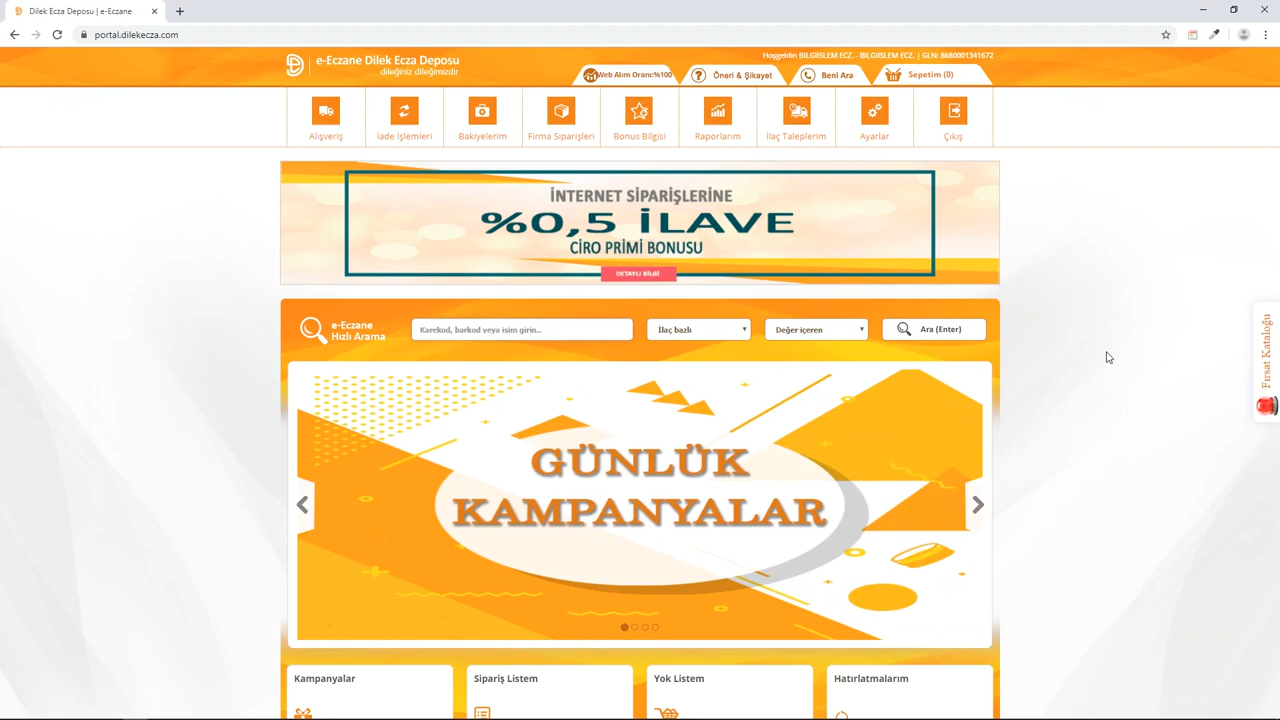 Dilek Ecza Deposu | e-Eczane
portal.dilekecza.com
e-Eczane Dilek Ecza Deposu
dileğiniz dileğimizdir
Hoşgeldin BILGIISLEM ECZ. - BILGIISLEM ECZ. | GLN: 8680001341672
Web Alım Oranı:%100
Öneri & Şikayet
Beni Ara
Sepetim (0)
Alışveriş
İade İşlemleri
Bakiyelerim
Firma Siparişleri
Bonus Bilgisi
Raporlarım
İlaç Taleplerim
Ayarlar
Çıkış
İNTERNET SİPARİŞLERİNE
%0,5 İLAVE
CİRO PRİMİ BONUSU
DETAYLI BİLGİ
e-Eczane
Hızlı Arama
Karekod, barkod veya isim girin..
İlaç bazlı
Değer içeren
Ara (Enter)
Fırsat Kataloğu
GÜNLÜK
KAMPANYALAR
Kampanyalar
Sipariş Listem
Yok Listem
Hatırlatmalarım